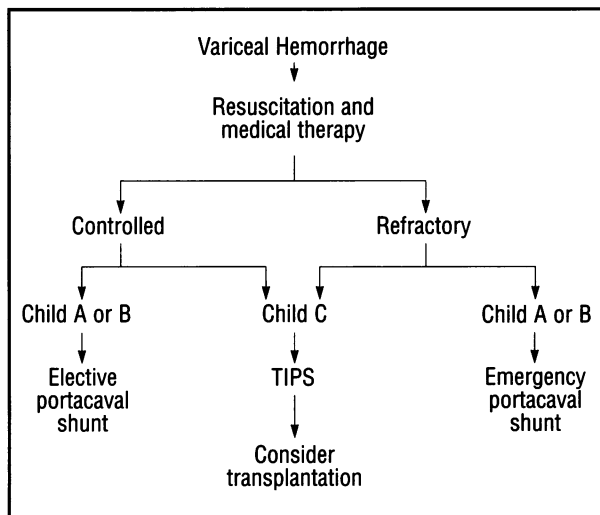 Variceal Hemorrhage
Resuscitation and
medical therapy
Controlled
Refractory
Child A or B
Child C
Child A or B
Elective
portacaval
shunt
TIPS
Emergency
portacaval
shunt
Consider
transplantation